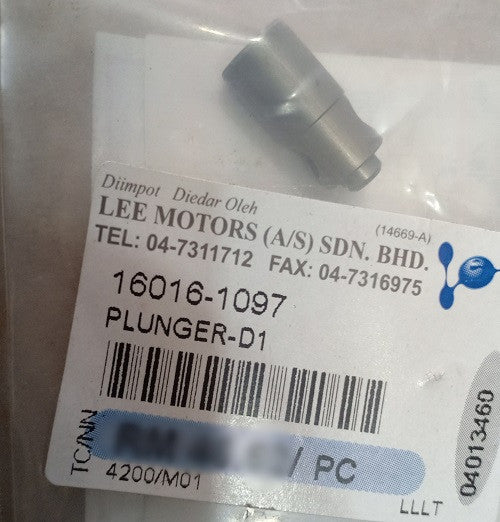 Diimpot Diedar Oleh
(14669-A)
LEE MOTORS (A/S) SDN. BHD.
TEL: 04-7311712 FAX: 04-7316975
16016-1097
PLUNGER-D1
TC/NN
/ PC
4200/M01
LLLT
04013460